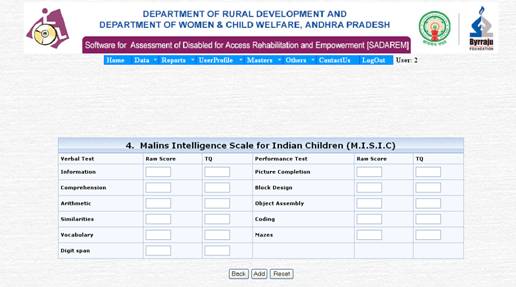 DEPARTMENT OF RURAL DEVELOPMENT AND
DEPARTMENT OF WOMEN & CHILD WELFARE, ANDHRA PRADESH
Software for Assessment of Disabled for Access Rehabilitation and Empowerment [SADAREM]
Byrraju
FOUNDATION
Home Data Reports UserProfile Masters Others ContactUs LogOut User: 2
4. Malins Intelligence Scale for Indian Children (M.I.S.I.C)
Verbal Test Raw Score TQ Performance Test Raw Score TQ
Information Picture Completion
Comprehension Block Design
Arithmetic Object Assembly
Similarities Coding
Vocabulary Mazes
Digit span
Back Add Reset